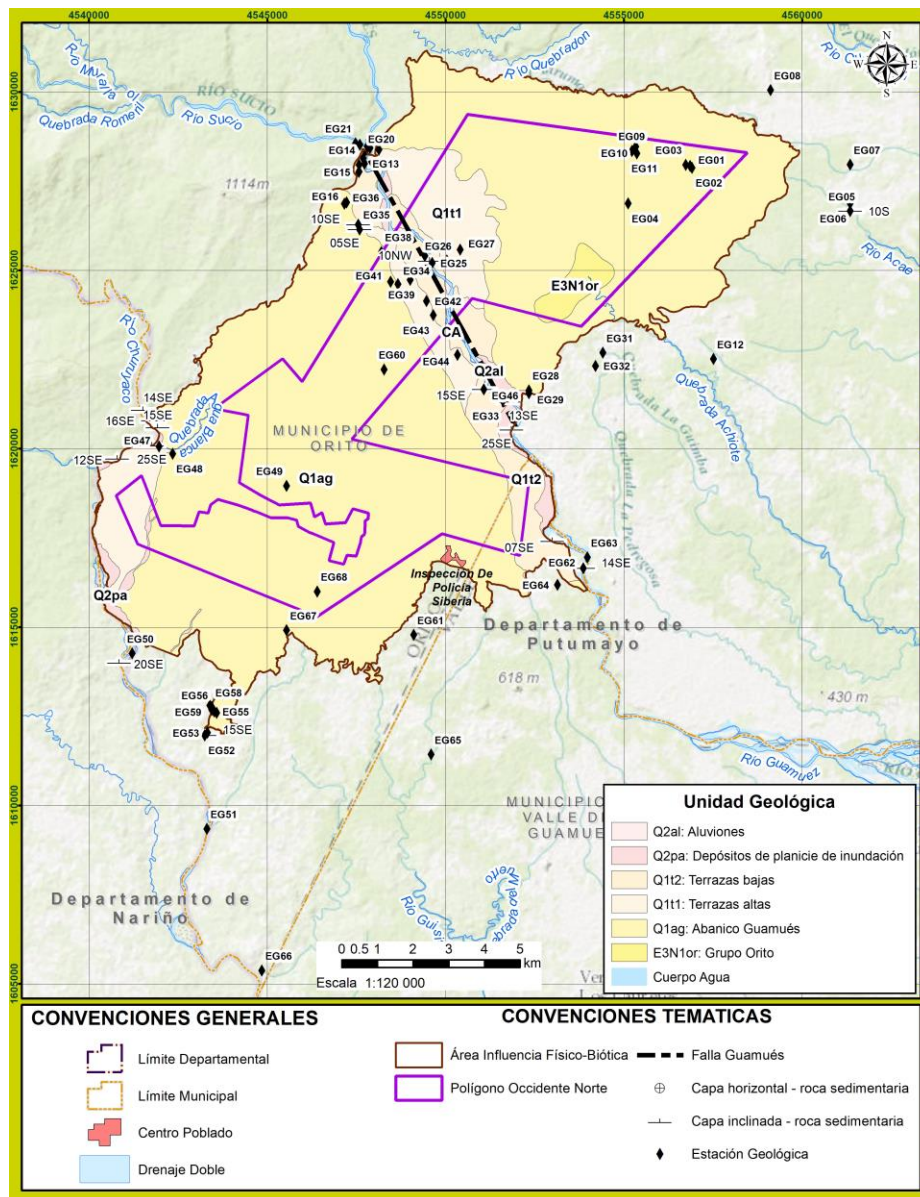 4540000
4545000
4550000
4555000
4560000
1630000
1625000
1620000
1615000
1610000
1605000
N
W
E
S
Río Quebradon
RÍO SUCIO
Río Sucio
Quebrada Romeril
1114 m
EG08
EG21
EG20
EG14
EG13
EG15
EG09
EG03
EG01
EG10
EG11
EG02
EG07
EG16
EG36
EG04
EG05
EG06
10S
10SE
EG35
05SE
Q1t1
EG38
EG26
EG27
10NW
EG25
EG34
EG41
EG39
EG42
E3N1or
EG43
CA
EG44
EG60
EG31
EG32
EG12
Río Acae
Río Churuyaco
Q2al
EG28
EG29
15SE
EG46
EG33
13SE
25SE
14SE
15SE
16SE
Quebrada
Agua Blanca
MUNICIPIO DE
ORITO
EG47
12SE
25SE
EG48
EG49
Q1ag
Q1t2
Quebrada La Gumba
Quebrada Achiote
Quebrada La Pedregosa
07SE
EG63
EG62
14SE
EG64
Inspección De
Policía
Siberia
EG68
Q2pa
EG67
EG61
Departamento de
Putumayo
EG50
20SE
618 m
430 m
EG56
EG58
EG59
EG55
15SE
EG53
EG52
EG65
Río Guamuez
EG51
Departamento de
Nariño
EG66
0 0.5 1 2 3 4 5
km
Escala 1:120 000
Unidad Geológica
Q2al: Aluviones
Q2pa: Depósitos de planicie de inundación
Q1t2: Terrazas bajas
Q1t1: Terrazas altas
Q1ag: Abanico Guamués
E3N1or: Grupo Orito
Cuerpo Agua
CONVENCIONES GENERALES
Límite Departamental
Límite Municipal
Centro Poblado
Drenaje Doble
CONVENCIONES TEMATICAS
Área Influencia Físico-Biótica
Polígono Occidente Norte
Falla Guamués
Capa horizontal - roca sedimentaria
Capa inclinada - roca sedimentaria
Estación Geológica